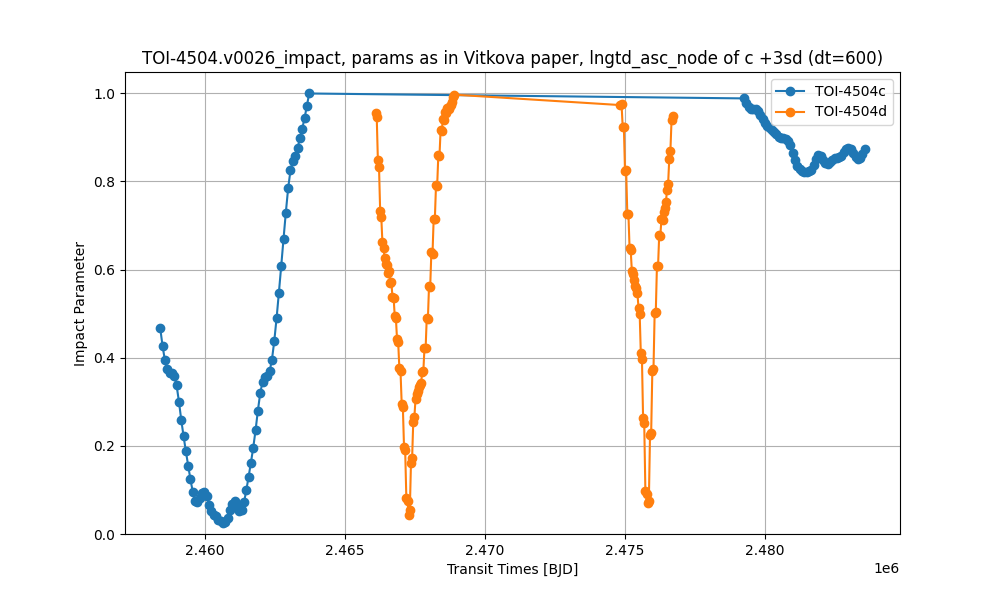 TOI-4504.v0026_impact, params as in Vitkova paper, lngtd_asc_node of c +3sd (dt=600)
TOI-4504c
TOI-4504d
Impact Parameter
1.0
0.8
0.6
0.4
0.2
0.0
2.460
2.465
2.470
2.475
2.480
1e6
Transit Times [BJD]